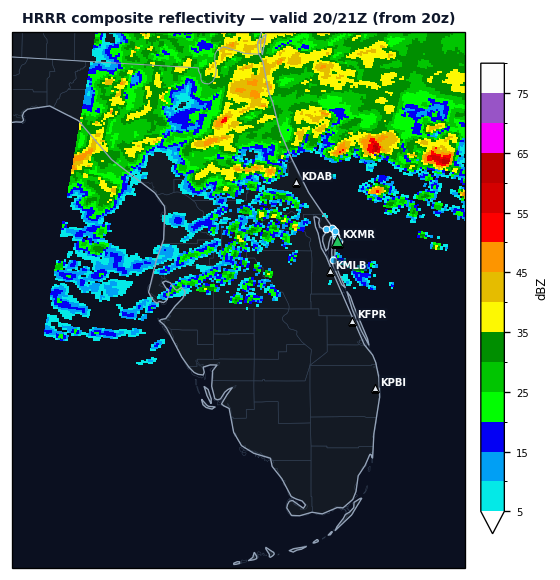 HRRR composite reflectivity — valid 20/21Z (from 20z)
75
65
55
45
35
25
15
5
dBZ
KDAB
KXMR
KMLB
KFPR
KPBI